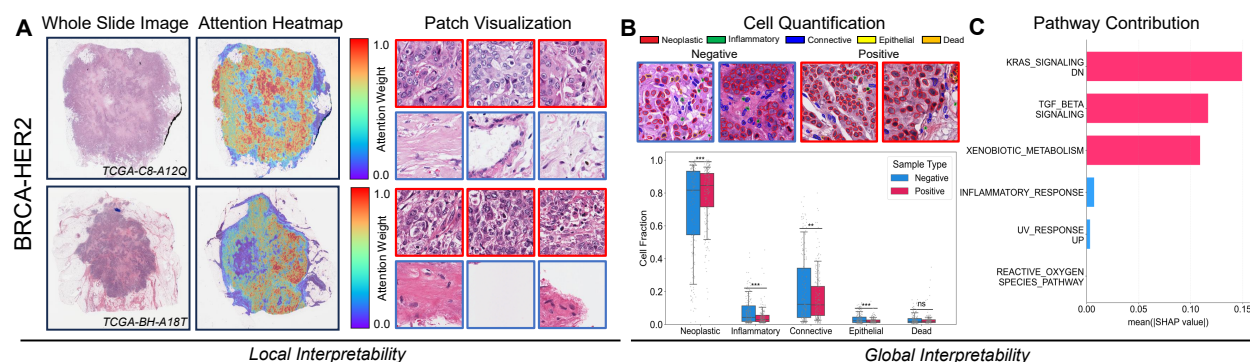 A
Whole Slide Image
Attention Heatmap
Patch Visualization
BRCA-HER2
TCGA-C8-A12Q
1.0
Attention Weight
0.0
TCGA-BH-A18T
1.0
Attention Weight
0.0
Local Interpretability
B
Cell Quantification
Neoplastic
Inflammatory
Connective
Epithelial
Dead
Negative
Positive
Cell Fraction
1.0
0.8
0.6
0.4
0.2
0.0
***
***
**
***
ns
Sample Type
Negative
Positive
Neoplastic
Inflammatory
Connective
Epithelial
Dead
C
Pathway Contribution
KRAS_SIGNALING
DN
TGF_BETA
SIGNALING
XENOBIOTIC_METABOLISM
INFLAMMATORY_RESPONSE
UV_RESPONSE
UP
REACTIVE_OXYGEN
SPECIES_PATHWAY
0.00
0.05
0.10
0.15
mean(|SHAP value|)
Global Interpretability